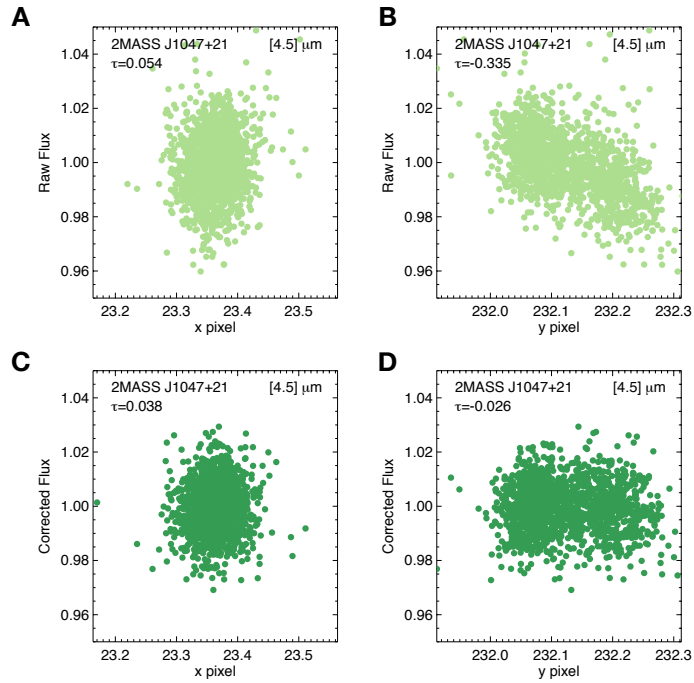 A
2MASS J1047+21 [4.5] μm
τ=0.054
1.04
1.02
1.00
0.98
0.96
Raw Flux
23.2 23.3 23.4 23.5
x pixel
B
2MASS J1047+21 [4.5] μm
τ=-0.335
1.04
1.02
1.00
0.98
0.96
Raw Flux
232.0 232.1 232.2 232.3
y pixel
C
2MASS J1047+21 [4.5] μm
τ=0.038
1.04
1.02
1.00
0.98
0.96
Corrected Flux
23.2 23.3 23.4 23.5
x pixel
D
2MASS J1047+21 [4.5] μm
τ=-0.026
1.04
1.02
1.00
0.98
0.96
Corrected Flux
232.0 232.1 232.2 232.3
y pixel